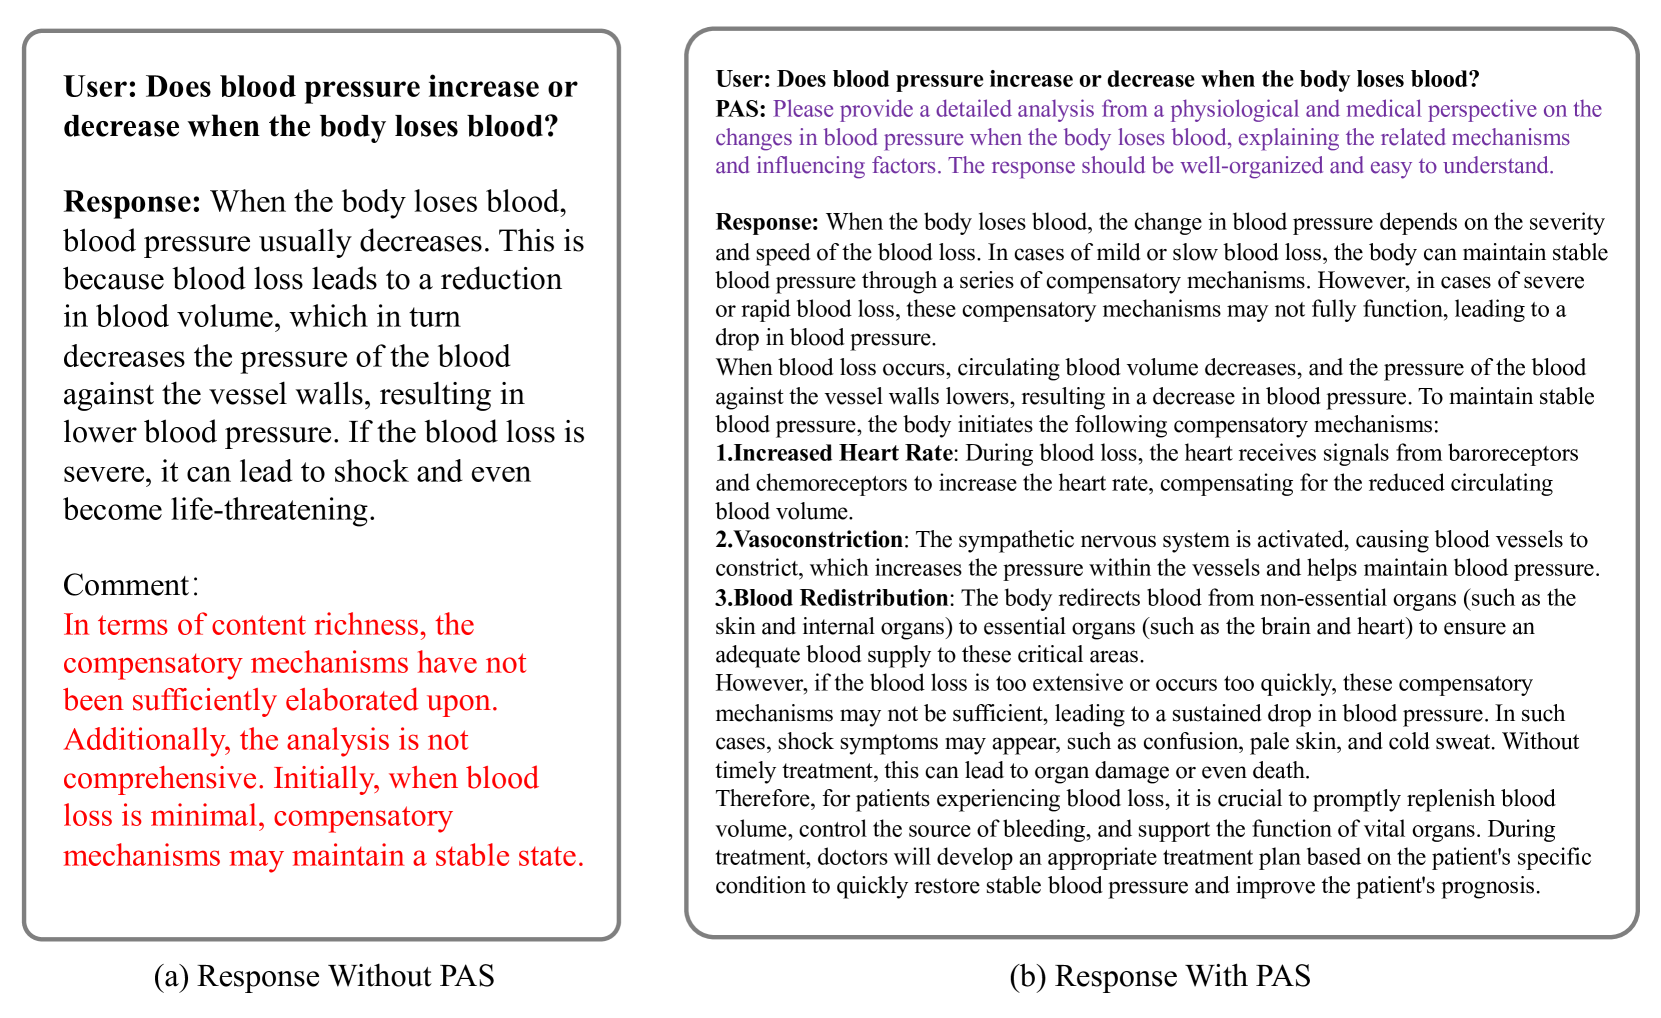 User: Does blood pressure increase or
decrease when the body loses blood?
Response: When the body loses blood,
blood pressure usually decreases. This is
because blood loss leads to a reduction
in blood volume, which in turn
decreases the pressure of the blood
against the vessel walls, resulting in
lower blood pressure. If the blood loss is
severe, it can lead to shock and even
become life-threatening.
Comment:
In terms of content richness, the
compensatory mechanisms have not
been sufficiently elaborated upon.
Additionally, the analysis is not
comprehensive. Initially, when blood
loss is minimal, compensatory
mechanisms may maintain a stable state.
(a) Response Without PAS
User: Does blood pressure increase or decrease when the body loses blood?
PAS: Please provide a detailed analysis from a physiological and medical perspective on the
changes in blood pressure when the body loses blood, explaining the related mechanisms
and influencing factors. The response should be well-organized and easy to understand.
Response: When the body loses blood, the change in blood pressure depends on the severity
and speed of the blood loss. In cases of mild or slow blood loss, the body can maintain stable
blood pressure through a series of compensatory mechanisms. However, in cases of severe
or rapid blood loss, these compensatory mechanisms may not fully function, leading to a
drop in blood pressure.
When blood loss occurs, circulating blood volume decreases, and the pressure of the blood
against the vessel walls lowers, resulting in a decrease in blood pressure. To maintain stable
blood pressure, the body initiates the following compensatory mechanisms:
1.Increased Heart Rate: During blood loss, the heart receives signals from baroreceptors
and chemoreceptors to increase the heart rate, compensating for the reduced circulating
blood volume.
2.Vasoconstriction: The sympathetic nervous system is activated, causing blood vessels to
constrict, which increases the pressure within the vessels and helps maintain blood pressure.
3.Blood Redistribution: The body redirects blood from non-essential organs (such as the
skin and internal organs) to essential organs (such as the brain and heart) to ensure an
adequate blood supply to these critical areas.
However, if the blood loss is too extensive or occurs too quickly, these compensatory
mechanisms may not be sufficient, leading to a sustained drop in blood pressure. In such
cases, shock symptoms may appear, such as confusion, pale skin, and cold sweat. Without
timely treatment, this can lead to organ damage or even death.
Therefore, for patients experiencing blood loss, it is crucial to promptly replenish blood
volume, control the source of bleeding, and support the function of vital organs. During
treatment, doctors will develop an appropriate treatment plan based on the patient's specific
condition to quickly restore stable blood pressure and improve the patient's prognosis.
(b) Response With PAS